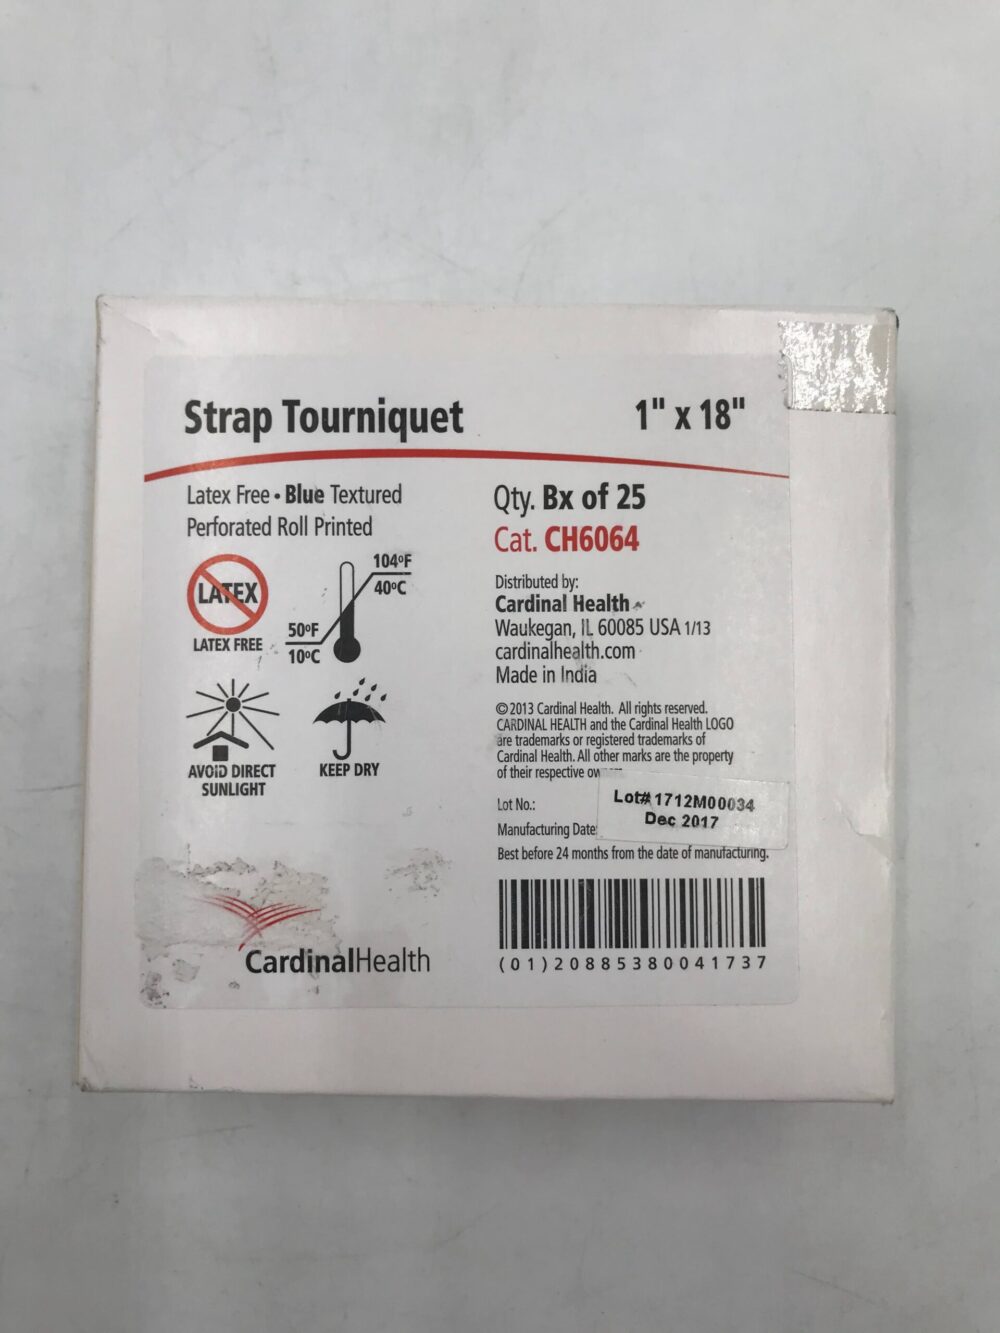 Strap Tourniquet
1" x 18"
Latex Free • Blue Textured
Perforated Roll Printed
Qty. Bx of 25
Cat. CH6064
LATEX
LATEX FREE
104ºF
40ºC
50ºF
10ºC
Distributed by:
Cardinal Health
Waukegan, IL 60085 USA 1/13
cardinalhealth.com
Made in India
AVOID DIRECT
SUNLIGHT
KEEP DRY
©2013 Cardinal Health. All rights reserved.
CARDINAL HEALTH and the Cardinal Health LOGO
are trademarks or registered trademarks of
Cardinal Health. All other marks are the property
of their respective
Lot No.:
Lot# 1712M00034
Dec 2017
Manufacturing Date:
Best before 24 months from the date of manufacturing.
(01)20885380041737
CardinalHealth